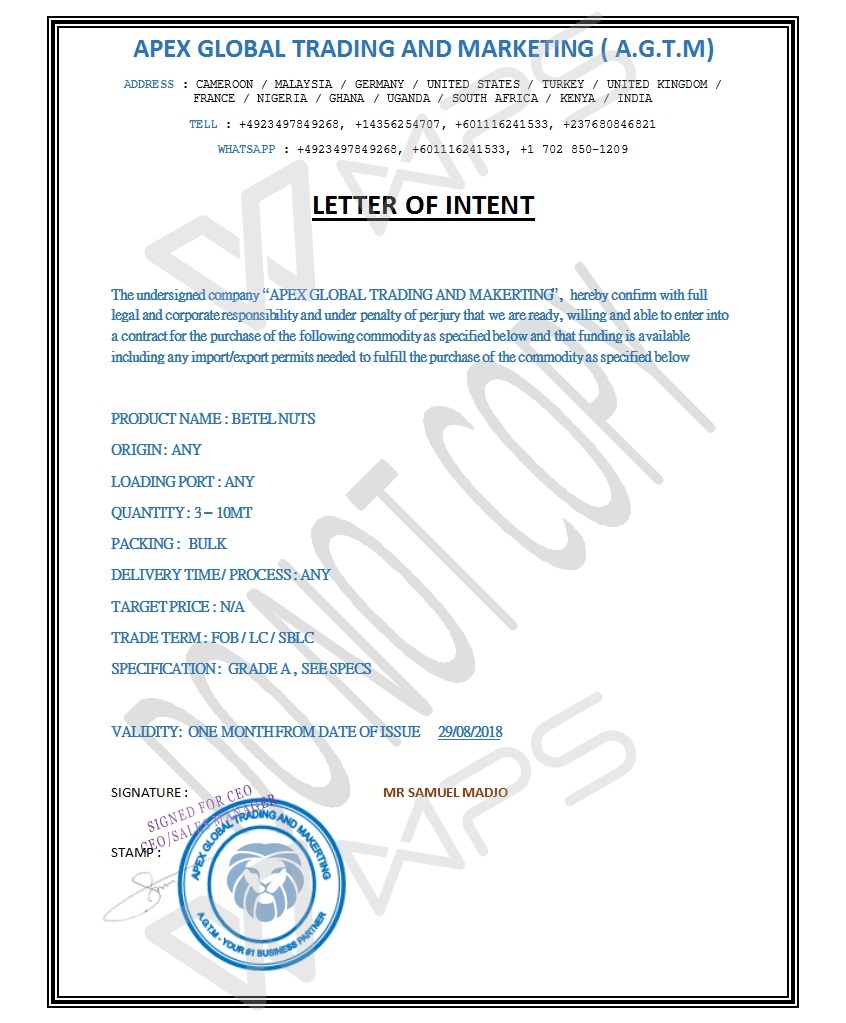 APEX GLOBAL TRADING AND MARKETING ( A.G.T.M)
ADDRESS : CAMEROON / MALAYSIA / GERMANY / UNITED STATES / TURKEY / UNITED KINGDOM /
FRANCE / NIGERIA / GHANA / UGANDA / SOUTH AFRICA / KENYA / INDIA
TELL : +4923497849268, +14356254707, +601116241533, +237680846821
WHATSAPP : +4923497849268, +601116241533, +1 702 850-1209
LETTER OF INTENT
The undersigned company “APEX GLOBAL TRADING AND MAKERTING”, hereby confirm with full
legal and corporate responsibility and under penalty of perjury that we are ready, willing and able to enter into
a contract for the purchase of the following commodity as specified below and that funding is available
including any import/export permits needed to fulfill the purchase of the commodity as specified below
PRODUCT NAME : BETEL NUTS
ORIGIN : ANY
LOADING PORT : ANY
QUANTITY : 3 – 10MT
PACKING : BULK
DELIVERY TIME/ PROCESS : ANY
TARGET PRICE : N/A
TRADE TERM : FOB / LC / SBLC
SPECIFICATION: GRADE A , SEE SPECS
VALIDITY: ONE MONTH FROM DATE OF ISSUE 29/08/2018
SIGNATURE : MR SAMUEL MADJO
SIGNED FOR CEO
CEO/SALES MANAGER
STAMP :
APEX GLOBAL TRADING AND MAKERTING
A.G.T.M - YOUR #1 BUSINESS PARTNER
WAPS
DO NOT COPY
WAPS